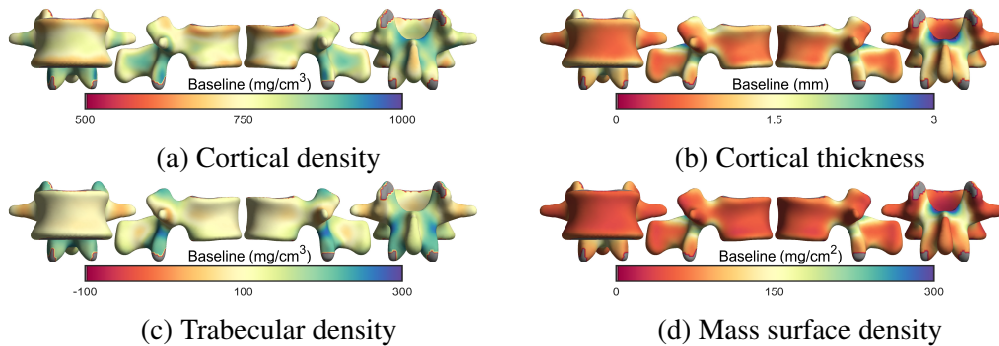 Baseline (mg/cm³)
500 750 1000
(a) Cortical density
Baseline (mm)
0 1.5 3
(b) Cortical thickness
Baseline (mg/cm³)
-100 100 300
(c) Trabecular density
Baseline (mg/cm²)
0 150 300
(d) Mass surface density